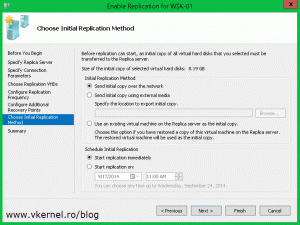 Enable Replication for WSK-01
Choose Initial Replication Method
Before You Begin
Specify Replica Server
Specify Connection
Parameters
Choose Replication VHDs
Configure Replication
Frequency
Configure Additional
Recovery Points
Choose Initial Replication
Method
Summary
Before replication can start, an initial copy of all virtual hard disks that you selected must be
transferred to the Replica server.
Size of the initial copy of selected virtual hard disks: 8.19 GB
Initial Replication Method
Send initial copy over the network
Send initial copy using external media
Specify the location to export initial copy.
Browse...
Use an existing virtual machine on the Replica server as the initial copy
Choose this option if you have restored a copy of this virtual machine on the Replica server.
The restored virtual machine will be used as the initial copy.
Schedule Initial Replication
Start replication immediately
Start replication on:
9/17/2014
11:00 AM
You can choose any time up to Wednesday, September 24, 2014.
< Previous
Next >
Finish
Cancel
www.vkernel.ro/blog